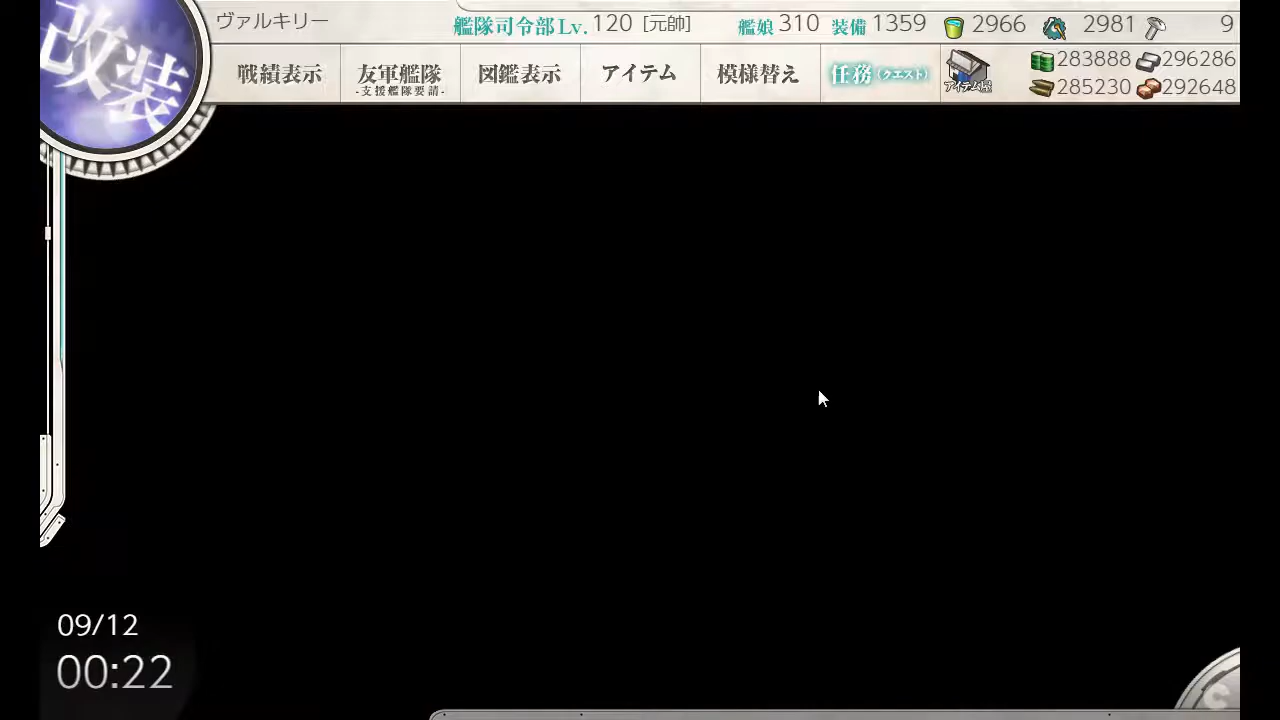 改装
ヴァルキリー
艦隊司令部Lv. 120 [元帥]
艦娘 310 装備 1359 2966 2981 9
戦績表示
友軍艦隊
-支援艦隊要請-
図鑑表示
アイテム
模様替え
任務(クエスト)
アイテム屋
283888 296286
285230 292648
09/12
00:22